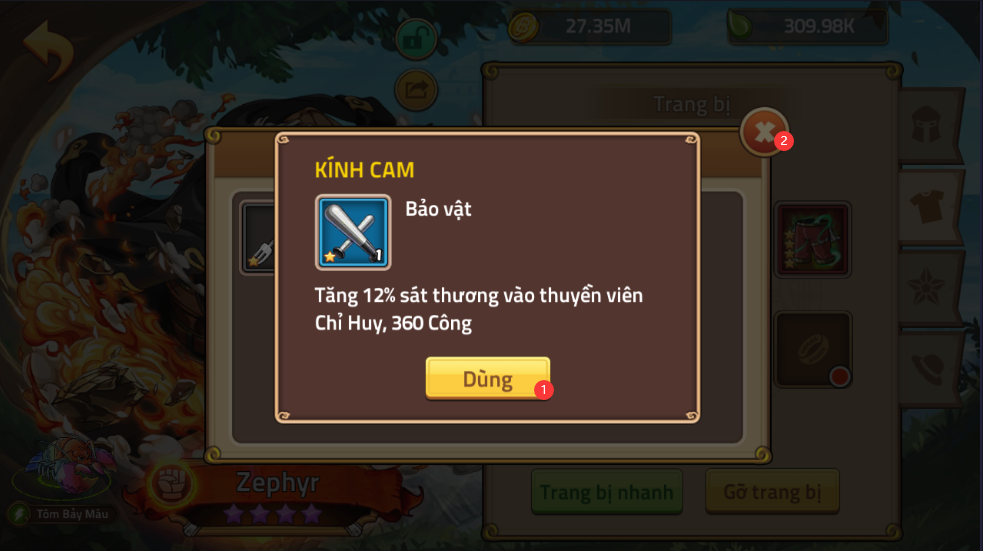 27.35M
309.98K
Trang bị
2
KÍNH CAM
Bảo vật
1
Tăng 12% sát thương vào thuyền viên
Chỉ Huy, 360 Công
Dùng
1
Zephyr
Tôm Bảy Màu
Trang bị nhanh
Gỡ trang bị